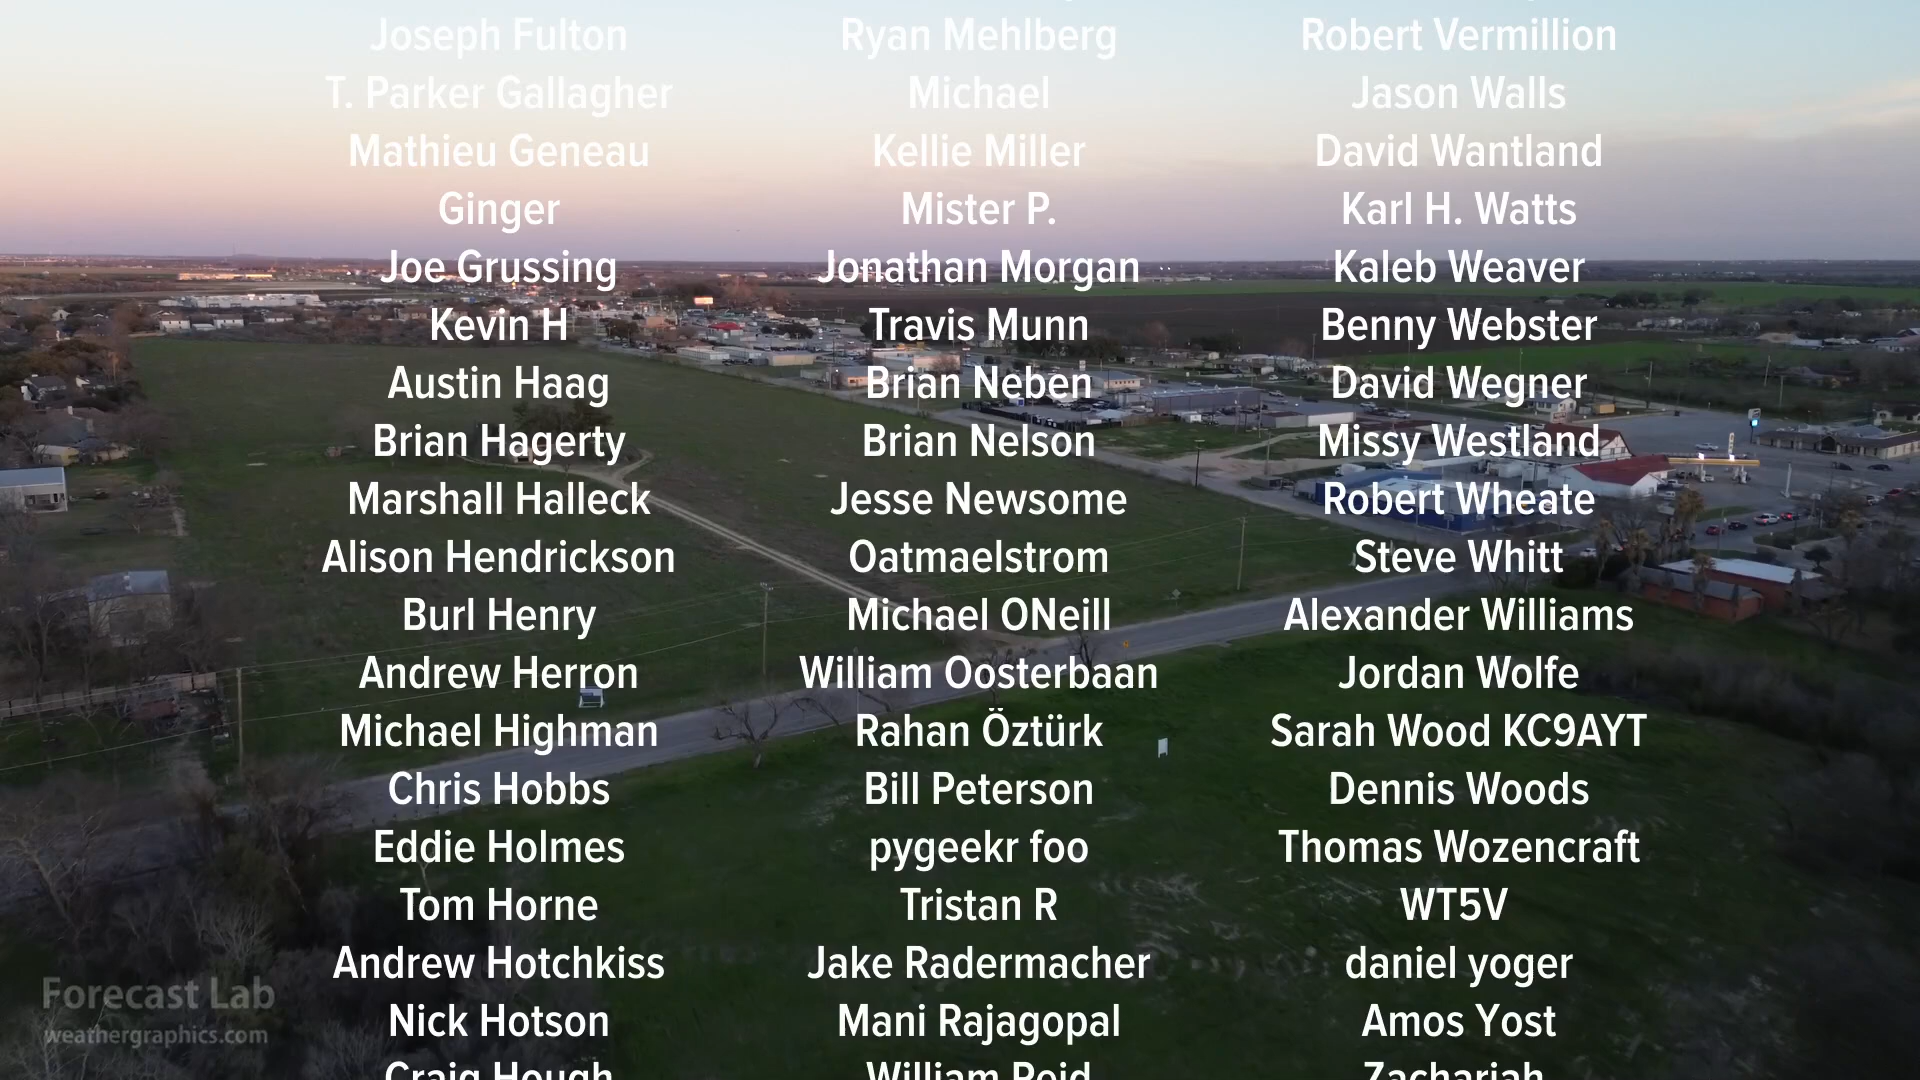 Joseph Fulton
T. Parker Gallagher
Mathieu Geneau
Ginger
Joe Grussing
Kevin H
Austin Haag
Brian Hagerty
Marshall Halleck
Alison Hendrickson
Burl Henry
Andrew Herron
Michael Highman
Chris Hobbs
Eddie Holmes
Tom Horne
Andrew Hotchkiss
Nick Hotson
Craig Hough
Ryan Mehlberg
Michael
Kellie Miller
Mister P.
Jonathan Morgan
Travis Munn
Brian Neben
Brian Nelson
Jesse Newsome
Oatmaelstrom
Michael ONeill
William Oosterbaan
Rahan Öztürk
Bill Peterson
pygeekr foo
Tristan R
Jake Radermacher
Mani Rajagopal
William Reid
Robert Vermillion
Jason Walls
David Wantland
Karl H. Watts
Kaleb Weaver
Benny Webster
David Wegner
Missy Westland
Robert Wheate
Steve Whitt
Alexander Williams
Jordan Wolfe
Sarah Wood KC9AYT
Dennis Woods
Thomas Wozencraft
WT5V
daniel yoger
Amos Yost
Zachariah
Forecast Lab
weathergraphics.com